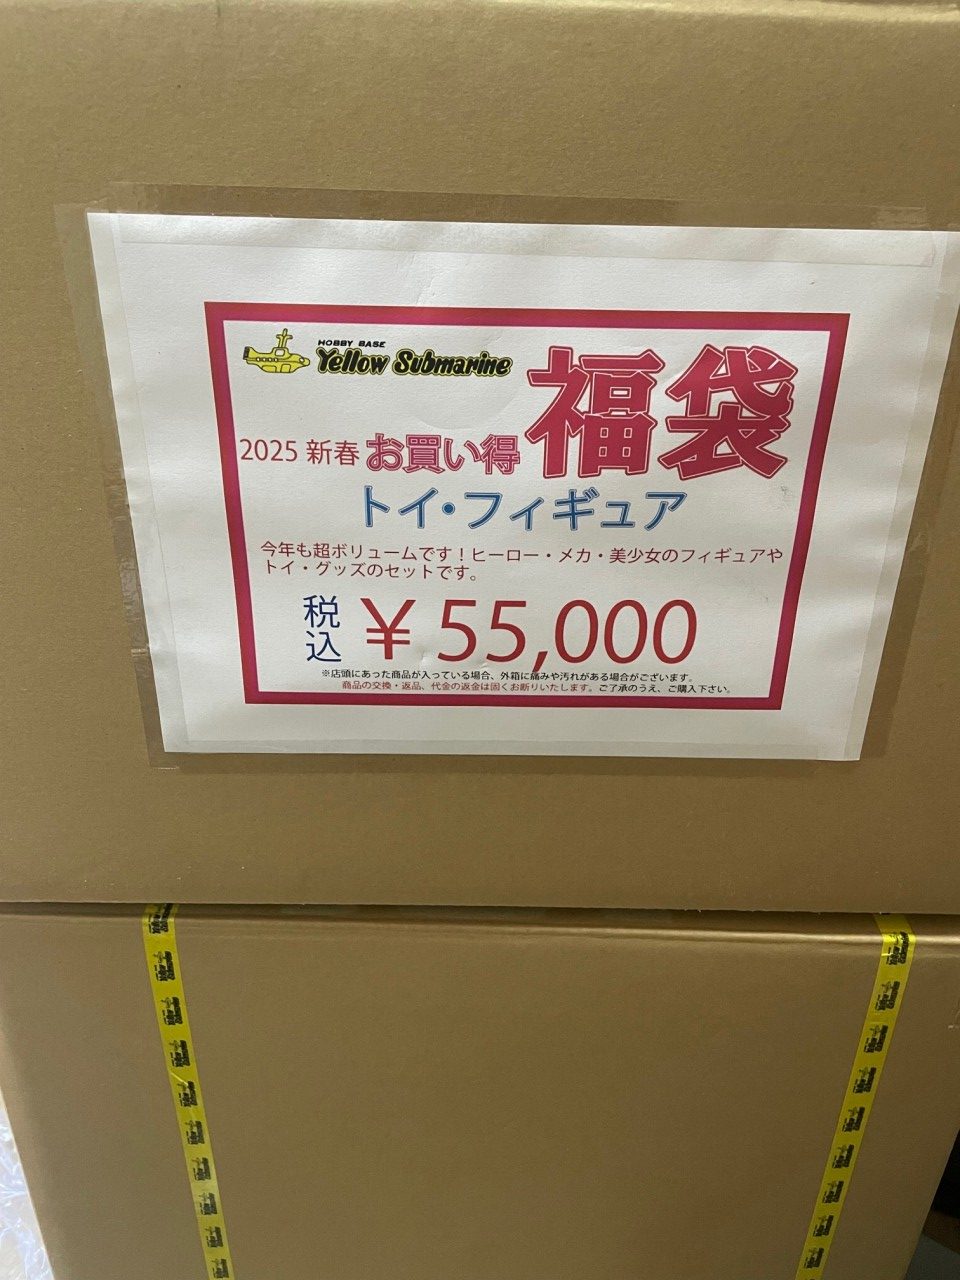 HOBBY BASE
Yellow Submarine
福袋
2025 新春 お買い得
トイ・フィギュア
今年も超ボリュームです！ヒーロー・メカ・美少女のフィギュアや
トイ・グッズのセットです。
税込 ￥55,000
※店頭にあった商品が入っている場合、外箱に痛みや汚れがある場合がございます。
商品の交換・返品、代金の返金は固くお断りいたします。ご了承のうえ、ご購入下さい。